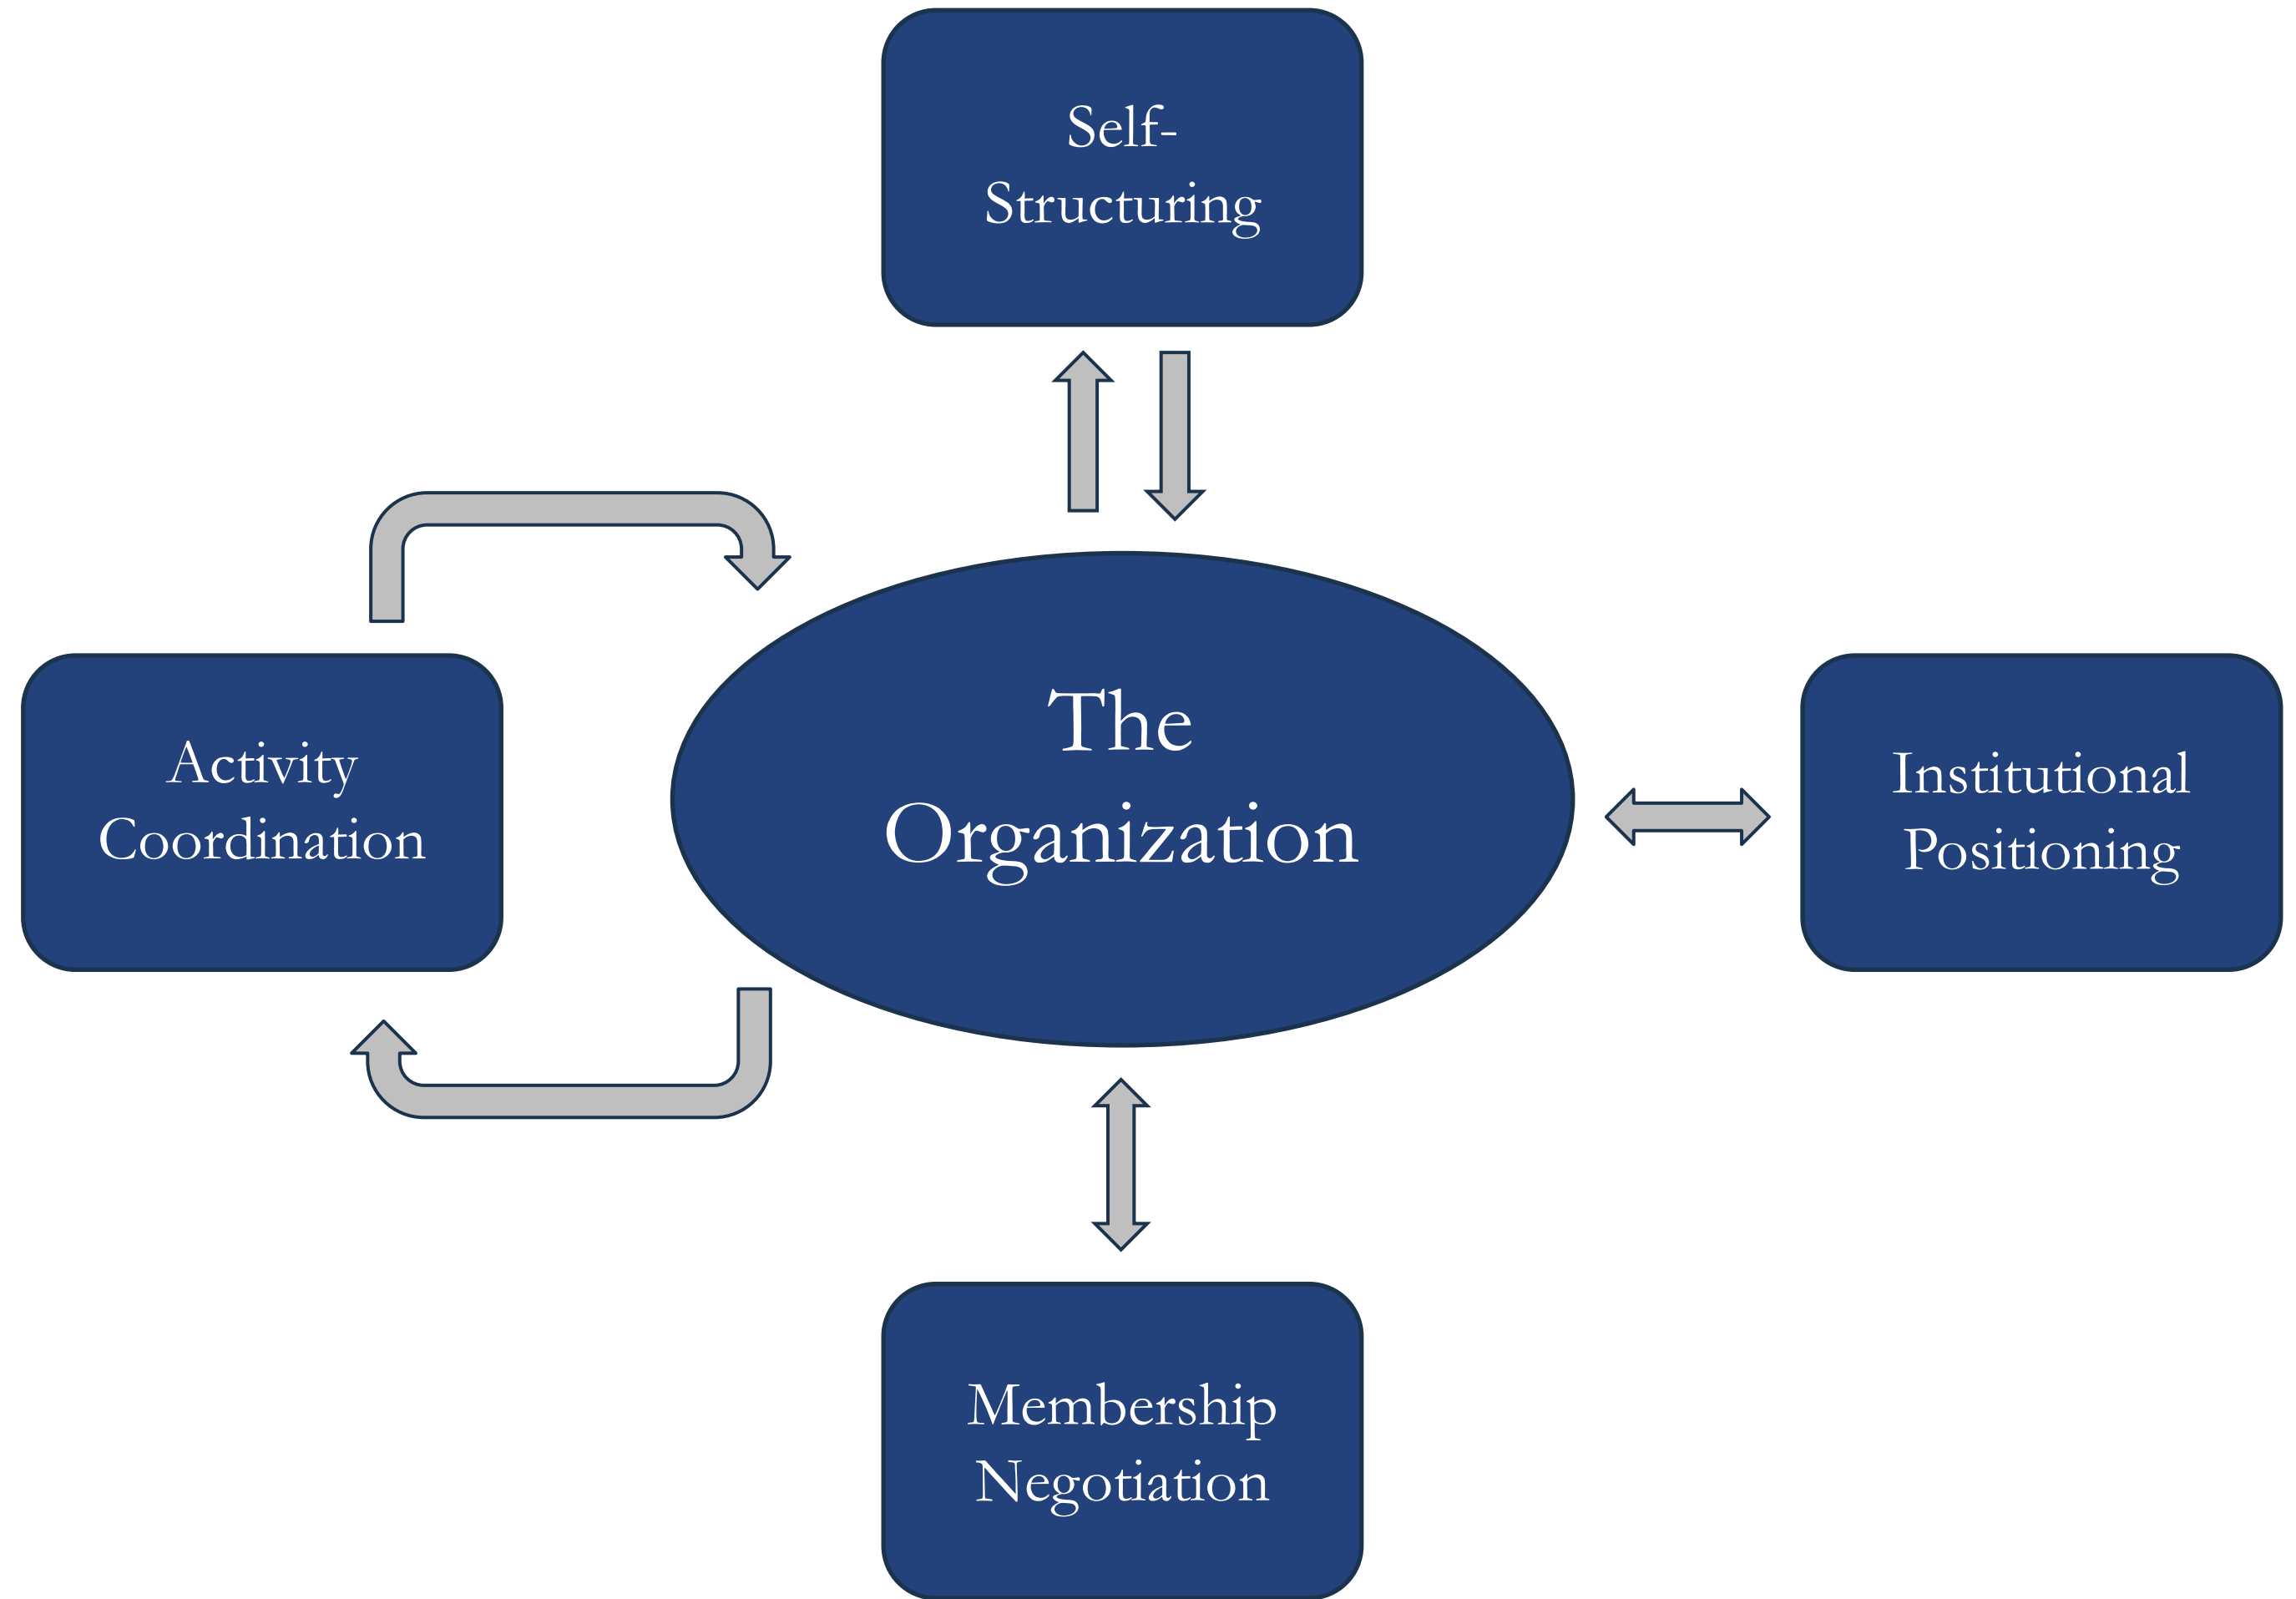 Self-
Structuring
The
Organization
Activity
Coordination
Institutional
Positioning
Membership
Negotiation